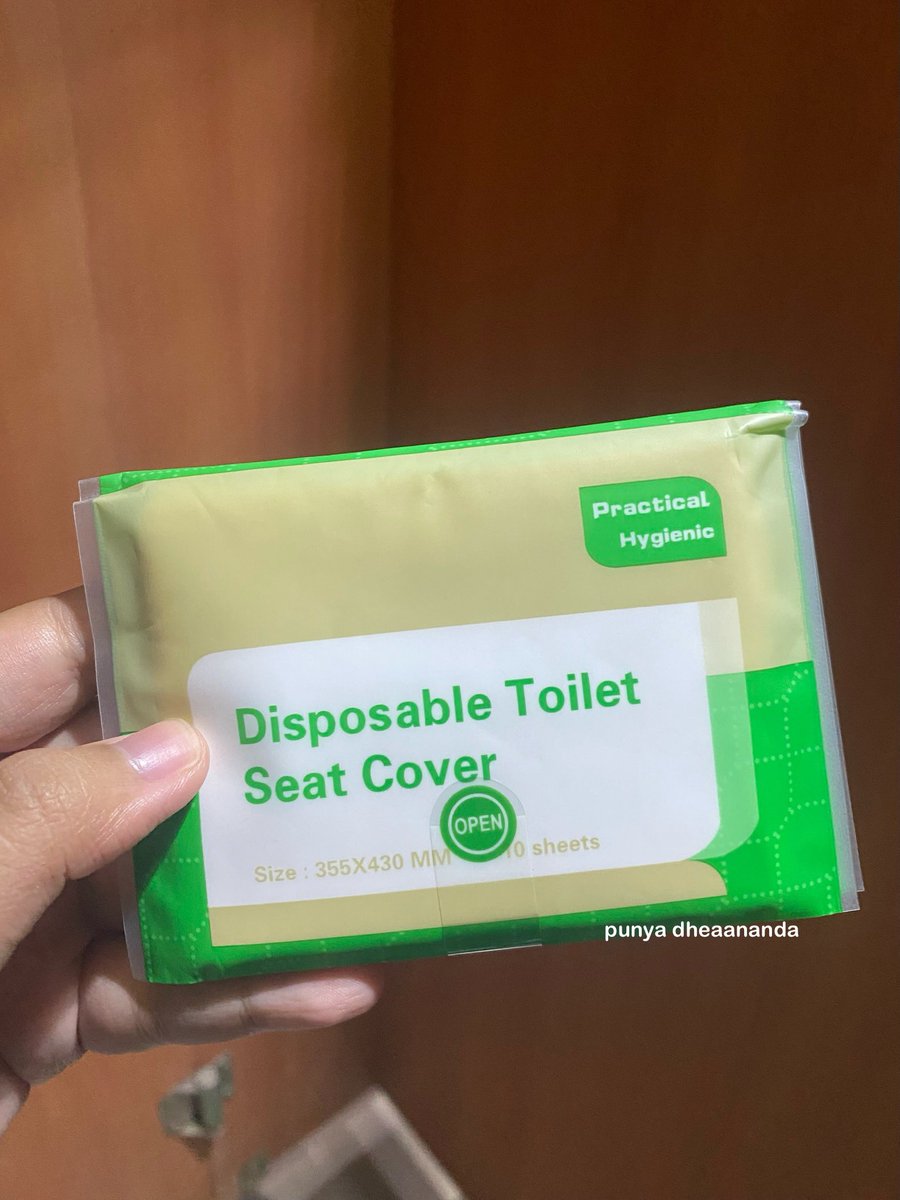 Practical
Hygienic
Disposable Toilet
Seat Cover
OPEN
Size : 355X430 MM 10 sheets
punya dheaananda